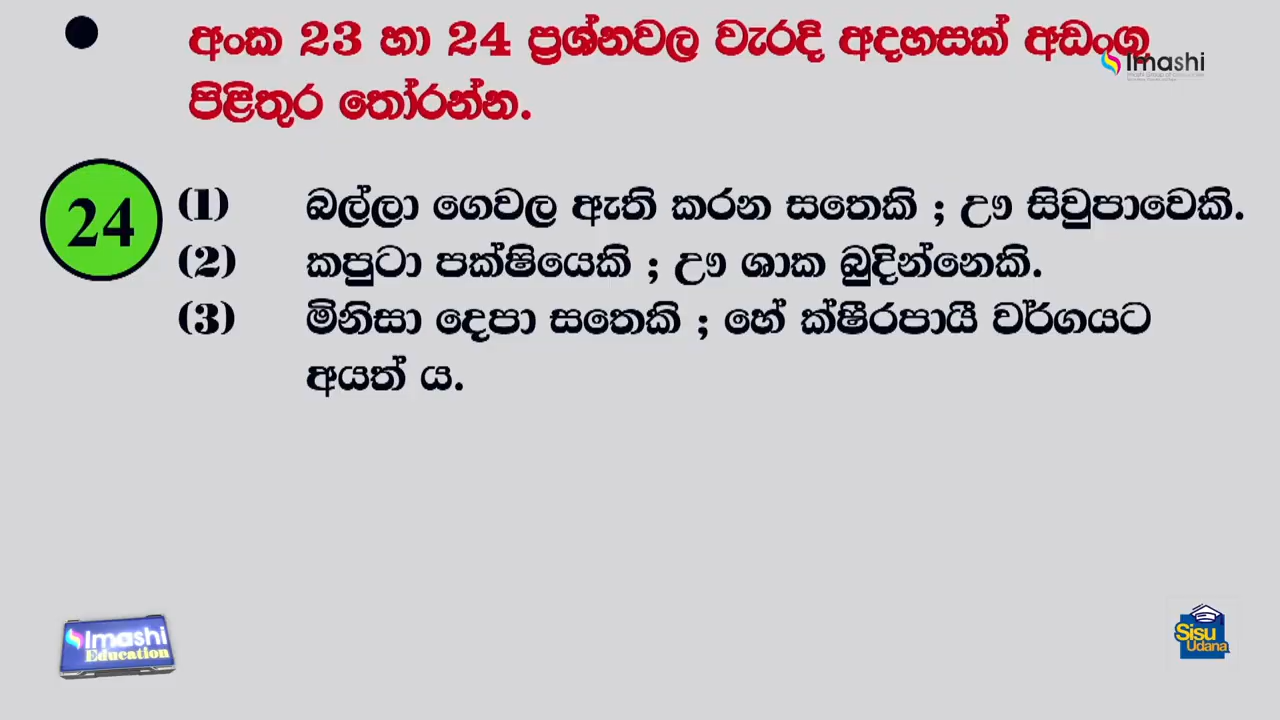 අංක 23 හා 24 ප්‍රශ්නවල වැරදි අදහසක් අඩංගු
Imashi
පිළිතුර තෝරන්න.
24 (1) බල්ලා ගෙවල ඇති කරන සතෙකි ; ඌ සිවුපාවෙකි.
(2) කපුටා පක්ෂියෙකි ; ඌ ශාක බුදින්නෙකි.
(3) මිනිසා දෙපා සතෙකි ; හේ ක්ෂීරපායී වර්ගයට
අයත් ය.
Imashi
Education
Sisu
Udana